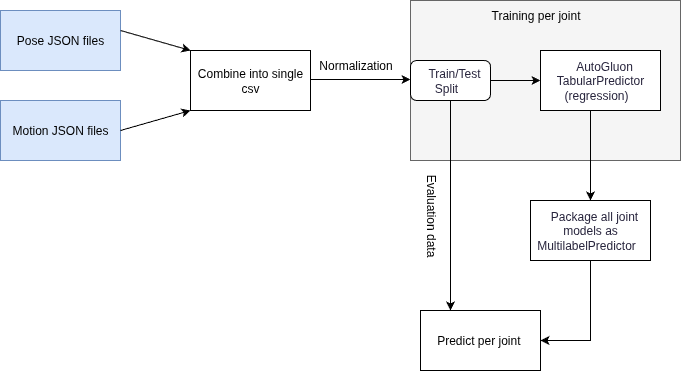 Training per joint
Pose JSON files
Motion JSON files
Combine into single
csv
Normalization
Train/Test
Split
AutoGluon
TabularPredictor
(regression)
Evaluation data
Package all joint
models as
MultilabelPredictor
Predict per joint